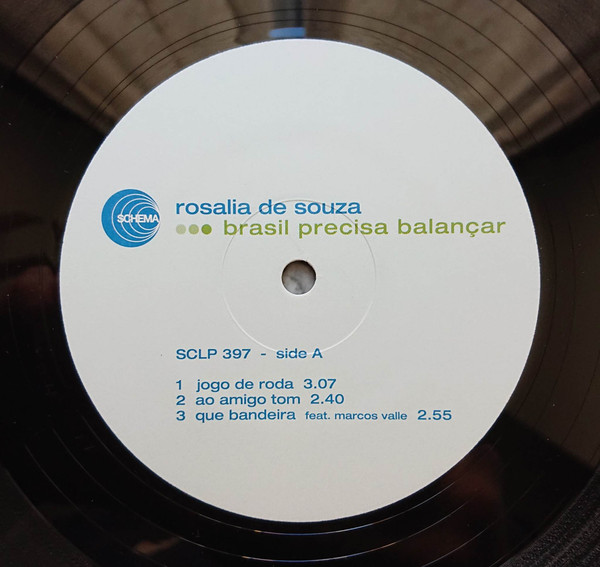 SCHEMA
rosalia de souza
brasil precisa balançar
SCLP 397 - side A
1 jogo de roda 3.07
2 ao amigo tom 2.40
3 que bandeira feat. marcos valle 2.55